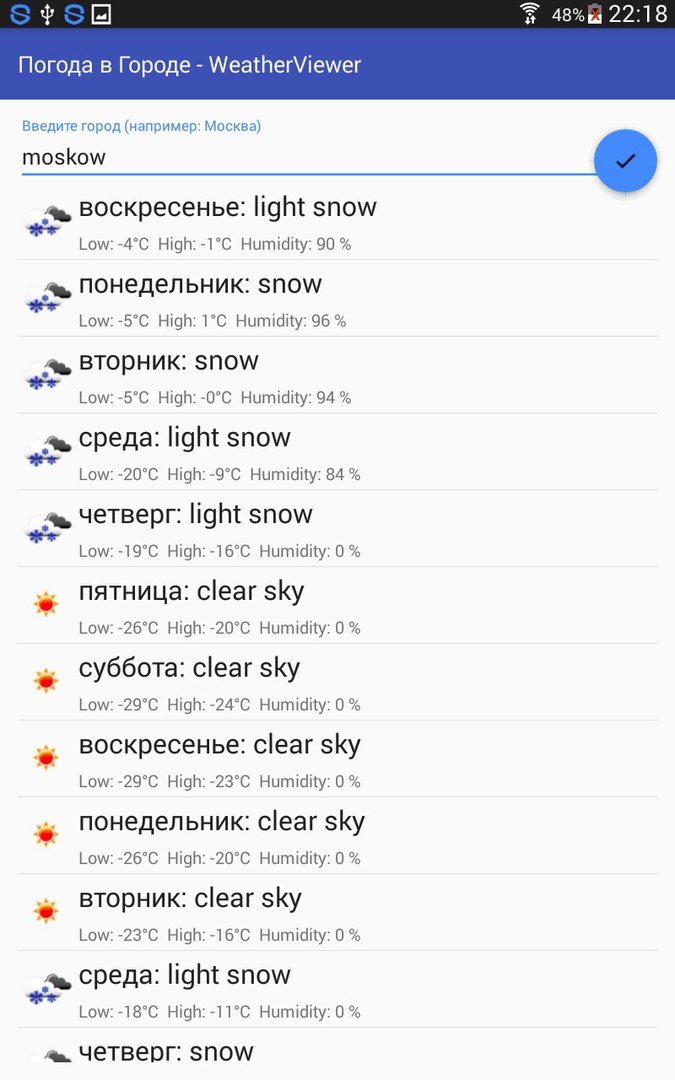 48% 22:18
Погода в Городе - WeatherViewer
Введите город (например: Москва)
moskow
воскресенье: light snow
Low: -4°C High: -1°C Humidity: 90 %
понедельник: snow
Low: -5°C High: 1°C Humidity: 96 %
вторник: snow
Low: -5°C High: -0°C Humidity: 94 %
среда: light snow
Low: -20°C High: -9°C Humidity: 84 %
четверг: light snow
Low: -19°C High: -16°C Humidity: 0 %
пятница: clear sky
Low: -26°C High: -20°C Humidity: 0 %
суббота: clear sky
Low: -29°C High: -24°C Humidity: 0 %
воскресенье: clear sky
Low: -29°C High: -23°C Humidity: 0 %
понедельник: clear sky
Low: -26°C High: -20°C Humidity: 0 %
вторник: clear sky
Low: -23°C High: -16°C Humidity: 0 %
среда: light snow
Low: -18°C High: -11°C Humidity: 0 %
четверг: snow